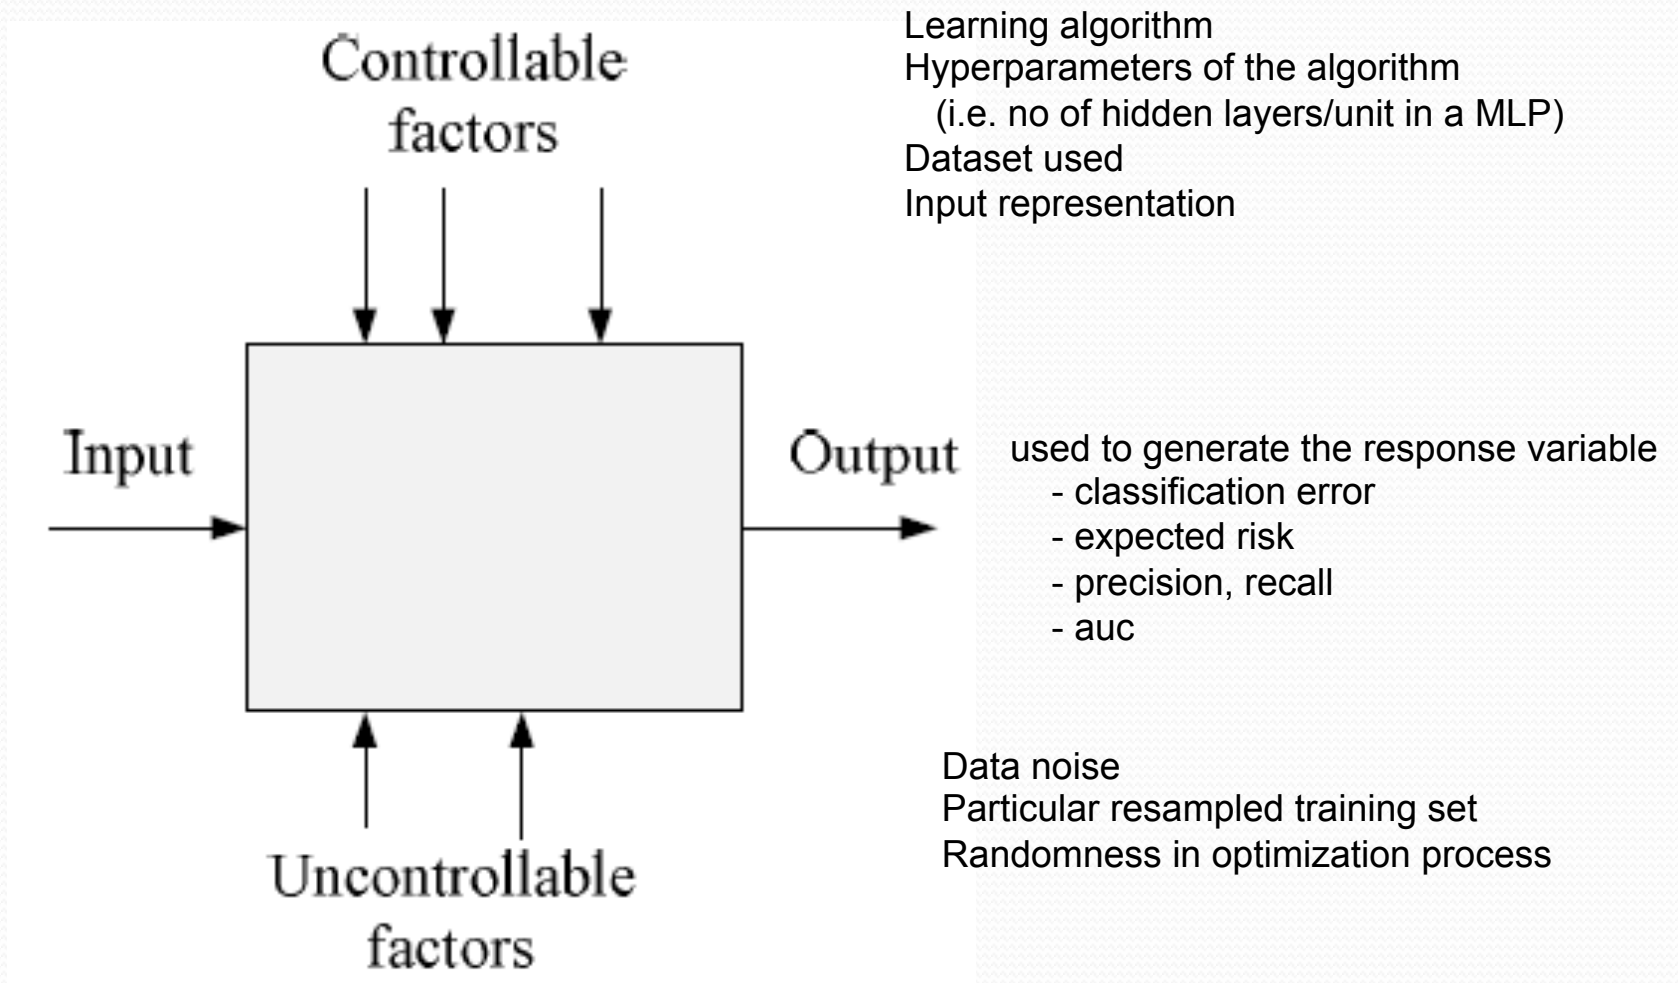 Controllable
factors
Learning algorithm
Hyperparameters of the algorithm
(i.e. no of hidden layers/unit in a MLP)
Dataset used
Input representation
Input
Output
used to generate the response variable
- classification error
- expected risk
- precision, recall
- auc
Uncontrollable
factors
Data noise
Particular resampled training set
Randomness in optimization process